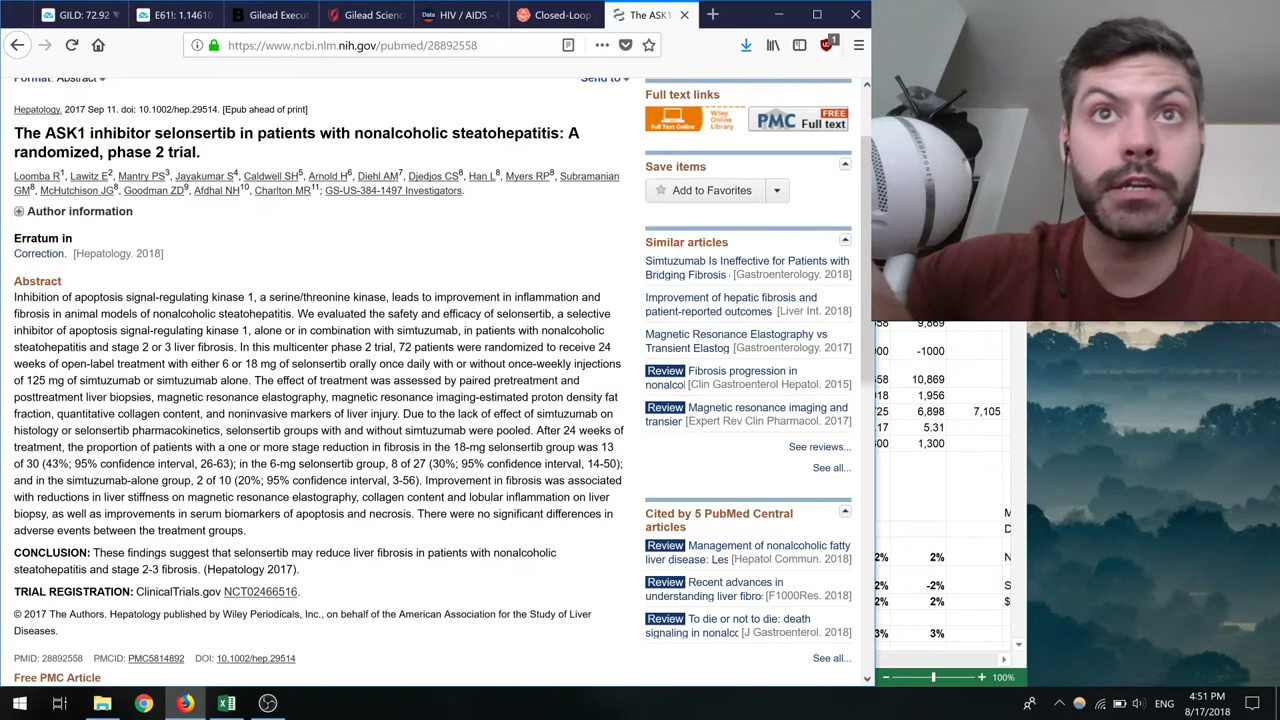 GILD: 72.92
E61!: 1.14610
Gilead Execut
Gilead Scienc
HIV / AIDS - G
Closed-Loop
The ASK1
https://www.ncbi.nlm.nih.gov/pubmed/28892558
1
Format: Abstract
Send to
Hepatology. 2017 Sep 11. doi: 10.1002/hep.29514. [Epub ahead of print]
The ASK1 inhibitor selonsertib in patients with nonalcoholic steatohepatitis: A
randomized, phase 2 trial.
Loomba R1, Lawitz E2, Mantry PS3, Jayakumar S4, Caldwell SH5, Arnold H6, Diehl AM7, Djedjos CS8, Han L8, Myers RP8, Subramanian
GM8, McHutchison JG8, Goodman ZD9, Afdhal NH10, Charlton MR11, GS-US-384-1497 Investigators.
Author information
Erratum in
Correction. [Hepatology. 2018]
Abstract
Inhibition of apoptosis signal-regulating kinase 1, a serine/threonine kinase, leads to improvement in inflammation and
fibrosis in animal models of nonalcoholic steatohepatitis. We evaluated the safety and efficacy of selonsertib, a selective
inhibitor of apoptosis signal-regulating kinase 1, alone or in combination with simtuzumab, in patients with nonalcoholic
steatohepatitis and stage 2 or 3 liver fibrosis. In this multicenter phase 2 trial, 72 patients were randomized to receive 24
weeks of open-label treatment with either 6 or 18 mg of selonsertib orally once daily with or without once-weekly injections
of 125 mg of simtuzumab or simtuzumab alone. The effect of treatment was assessed by paired pretreatment and
posttreatment liver biopsies, magnetic resonance elastography, magnetic resonance imaging-estimated proton density fat
fraction, quantitative collagen content, and noninvasive markers of liver injury. Due to the lack of effect of simtuzumab on
histology or selonsertib pharmacokinetics, selonsertib groups with and without simtuzumab were pooled. After 24 weeks of
treatment, the proportion of patients with a one or more stage reduction in fibrosis in the 18-mg selonsertib group was 13
of 30 (43%; 95% confidence interval, 26-63); in the 6-mg selonsertib group, 8 of 27 (30%; 95% confidence interval, 14-50);
and in the simtuzumab-alone group, 2 of 10 (20%; 95% confidence interval, 3-56). Improvement in fibrosis was associated
with reductions in liver stiffness on magnetic resonance elastography, collagen content and lobular inflammation on liver
biopsy, as well as improvements in serum biomarkers of apoptosis and necrosis. There were no significant differences in
adverse events between the treatment groups.
CONCLUSION: These findings suggest that selonsertib may reduce liver fibrosis in patients with nonalcoholic
steatohepatitis and stage 2-3 fibrosis. (Hepatology 2017).
TRIAL REGISTRATION: ClinicalTrials.gov NCT02466516.
© 2017 The Authors. Hepatology published by Wiley Periodicals, Inc., on behalf of the American Association for the Study of Liver
Diseases.
PMID: 28892558 PMCID: PMC5814892 DOI: 10.1002/hep.29514
Free PMC Article
Full text links
Full Text Online
Wiley Online Library
PMC FREE Full text
Save items
Add to Favorites
Similar articles
Simtuzumab Is Ineffective for Patients with
Bridging Fibrosis [Gastroenterology. 2018]
Improvement of hepatic fibrosis and
patient-reported outcomes [Liver Int. 2018]
Magnetic Resonance Elastography vs
Transient Elastog [Gastroenterology. 2017]
Review Fibrosis progression in
nonalcol [Clin Gastroenterol Hepatol. 2015]
Review Magnetic resonance imaging and
transier [Expert Rev Clin Pharmacol. 2017]
See reviews...
See all...
Cited by 5 PubMed Central
articles
Review Management of nonalcoholic fatty
liver disease: Les [Hepatol Commun. 2018]
Review Recent advances in
understanding liver fibro [F1000Res. 2018]
Review To die or not to die: death
signaling in nonalc [J Gastroenterol. 2018]
See all...
9,869
-1000
10,869
1,956
6,898 7,105
5.31
1,300
2% 2%
-2%
2%
3%
100%
ENG
4:51 PM
8/17/2018